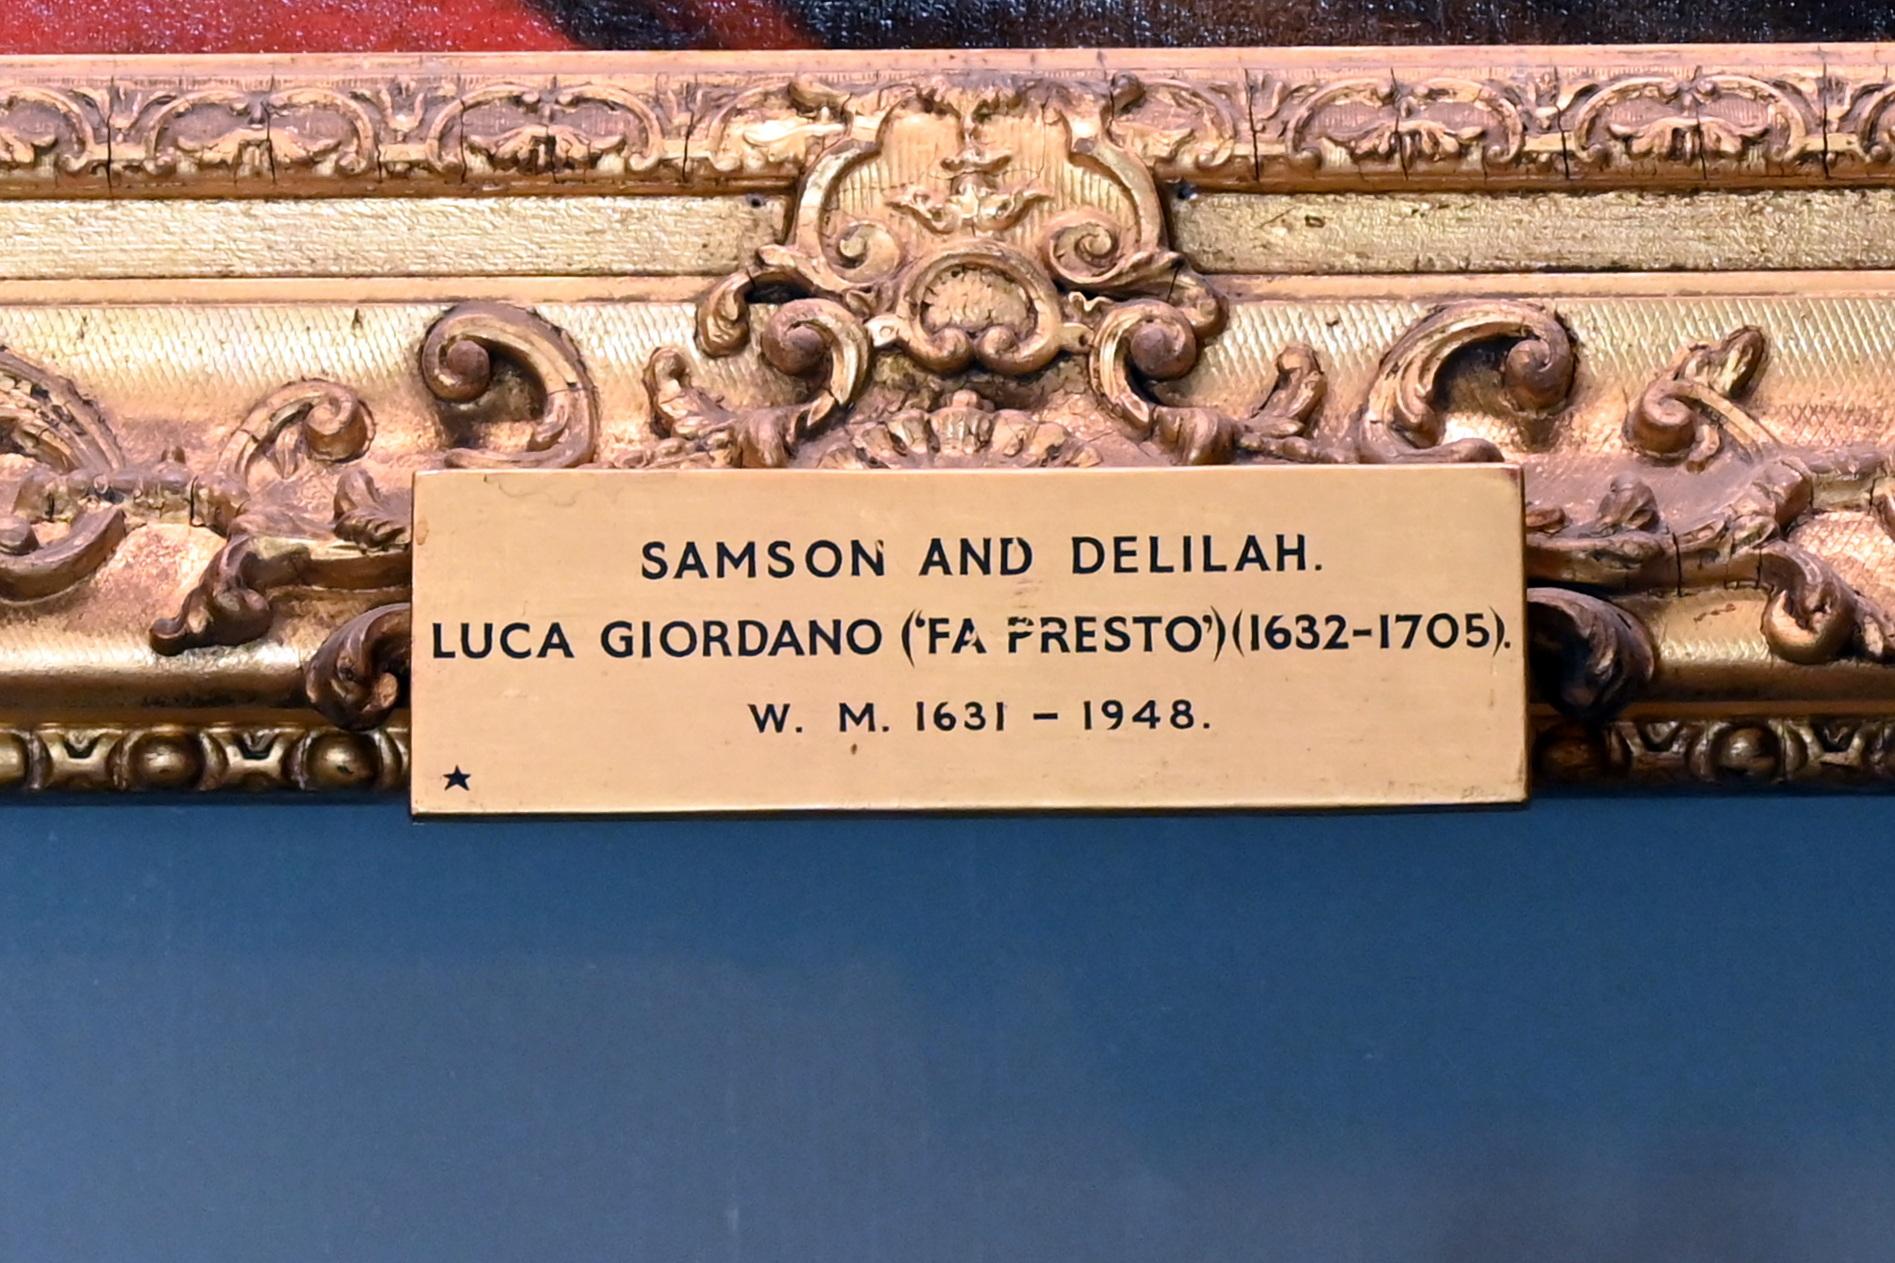 SAMSON AND DELILAH.
LUCA GIORDANO (‘FA PRESTO’) (1632–1705).
W. M. 1631 – 1948.
★